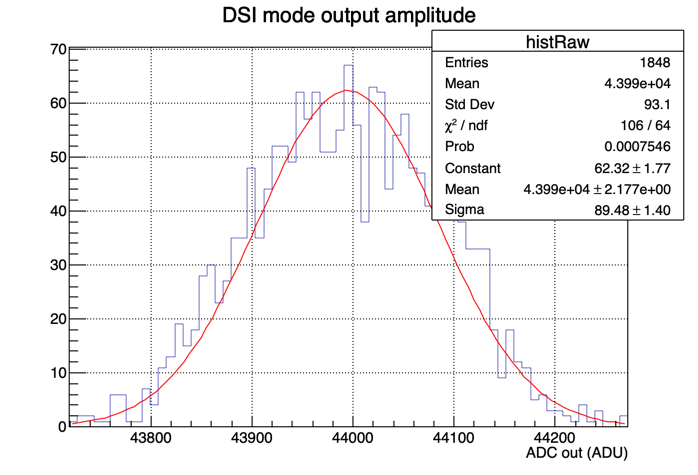 DSI mode output amplitude
histRaw
Entries 1848
Mean 4.399e+04
Std Dev 93.1
χ² / ndf 106 / 64
Prob 0.0007546
Constant 62.32 ± 1.77
Mean 4.399e+04 ± 2.177e+00
Sigma 89.48 ± 1.40
70
60
50
40
30
20
10
0
43800 43900 44000 44100 44200
ADC out (ADU)